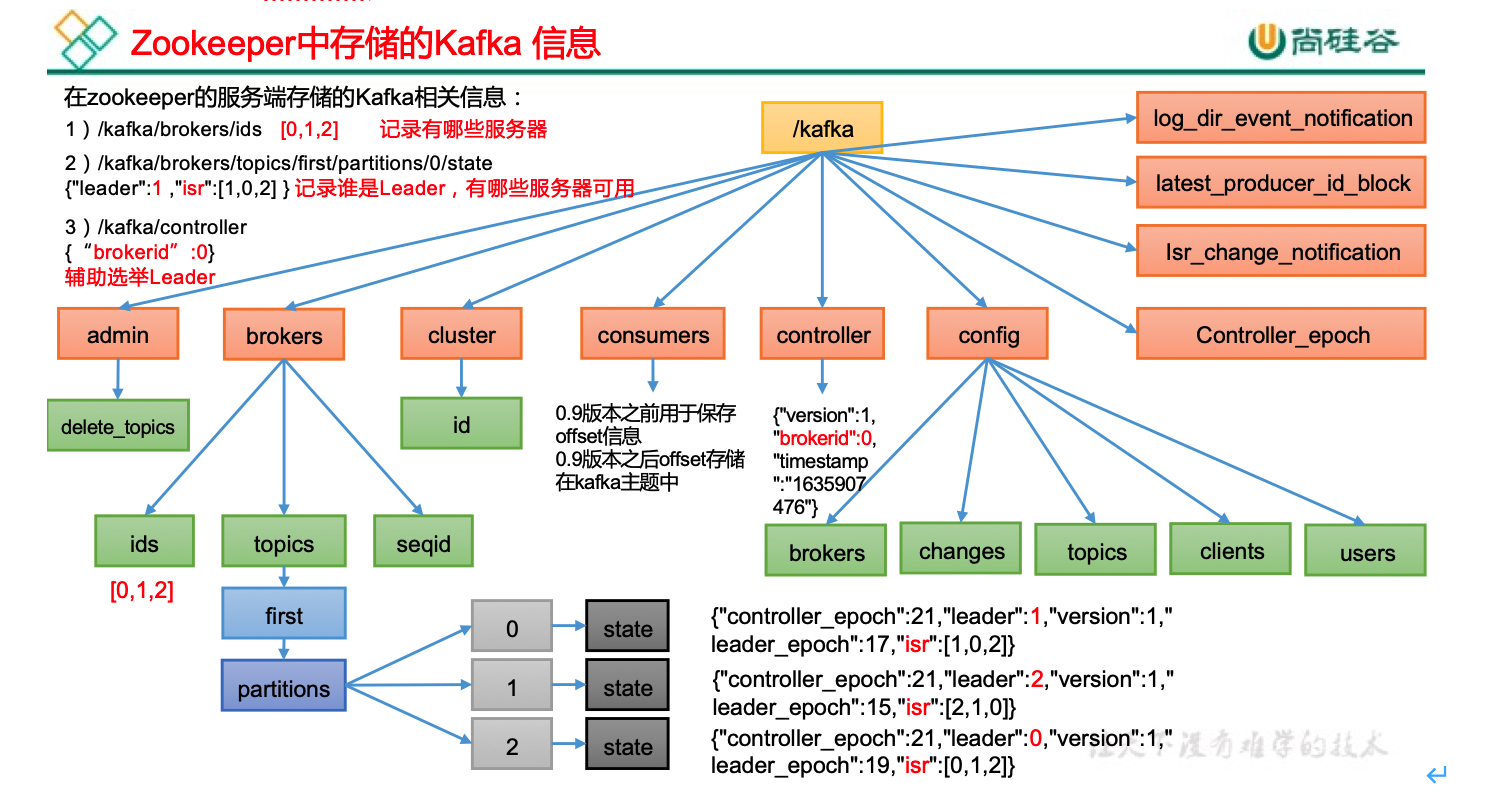 Zookeeper中存储的Kafka 信息
尚硅谷
在zookeeper的服务端存储的Kafka相关信息：
1）/kafka/brokers/ids [0,1,2] 记录有哪些服务器
2）/kafka/brokers/topics/first/partitions/0/state
{"leader":1 ,"isr":[1,0,2] } 记录谁是Leader，有哪些服务器可用
3）/kafka/controller
{“brokerid”:0}
辅助选举Leader
/kafka
log_dir_event_notification
latest_producer_id_block
Isr_change_notification
Controller_epoch
admin
brokers
cluster
consumers
controller
config
delete_topics
id
0.9版本之前用于保存
offset信息
0.9版本之后offset存储
在kafka主题中
{"version":1,
"brokerid":0,
"timestamp
":"1635907
476"}
ids
topics
seqid
brokers
changes
topics
clients
users
[0,1,2]
first
partitions
0
state
1
state
2
state
{"controller_epoch":21,"leader":1,"version":1,"
leader_epoch":17,"isr":[1,0,2]}
{"controller_epoch":21,"leader":2,"version":1,"
leader_epoch":15,"isr":[2,1,0]}
{"controller_epoch":21,"leader":0,"version":1,"
leader_epoch":19,"isr":[0,1,2]}
天下没有难学的技术